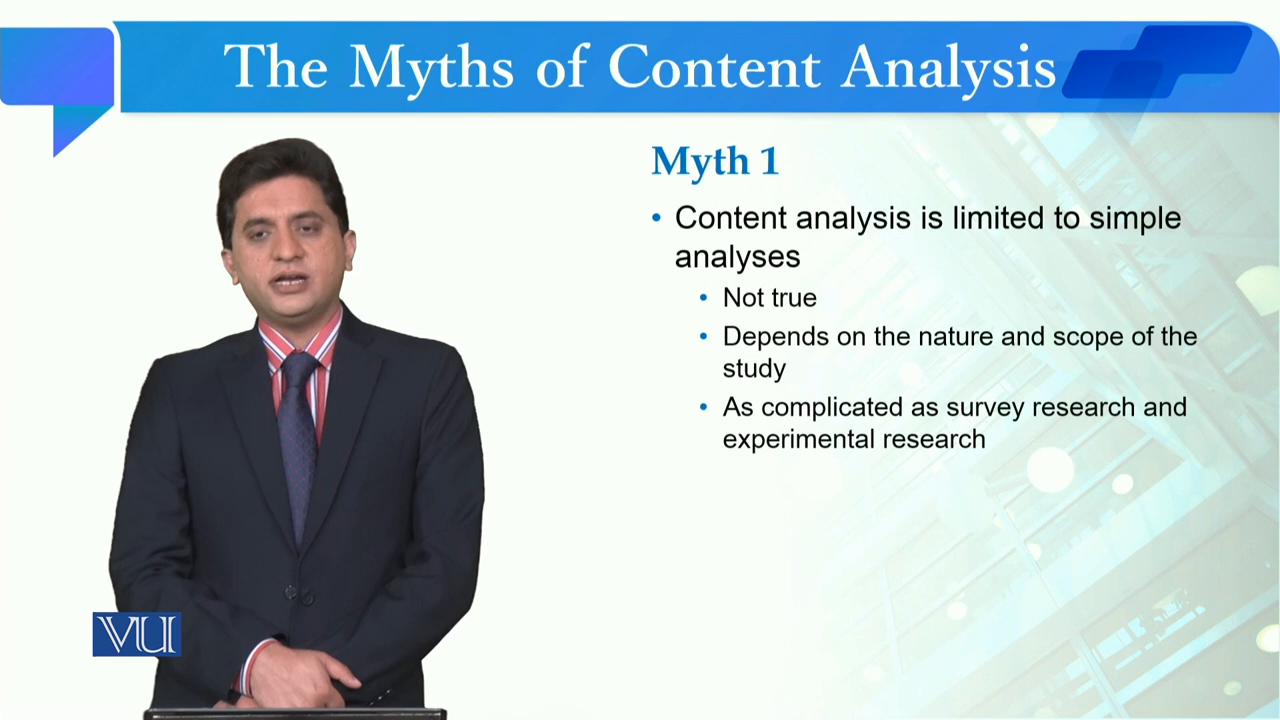 The Myths of Content Analysis
Myth 1
• Content analysis is limited to simple
analyses
• Not true
• Depends on the nature and scope of the
study
• As complicated as survey research and
experimental research
VU